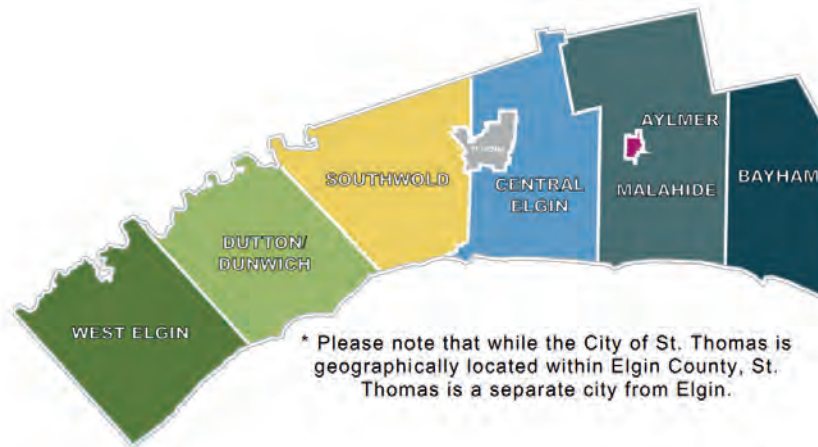 AYLMER
SOUTHWOLD
CENTRAL
ELGIN
MALAHIDE
BAYHAM
DUTTON/
DUNWICH
WEST ELGIN
* Please note that while the City of St. Thomas is
geographically located within Elgin County, St.
Thomas is a separate city from Elgin.